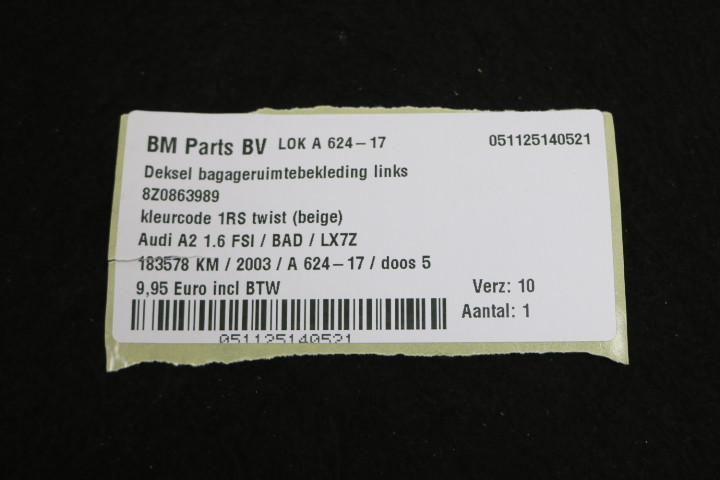 BM Parts BV LOK A 624-17 051125140521
Deksel bagageruimtebekleding links
8Z0863989
kleurcode 1RS twist (beige)
Audi A2 1.6 FSI / BAD / LX7Z
183578 KM / 2003 / A 624-17 / doos 5
9,95 Euro incl BTW Verz: 10
Aantal: 1
051125140521